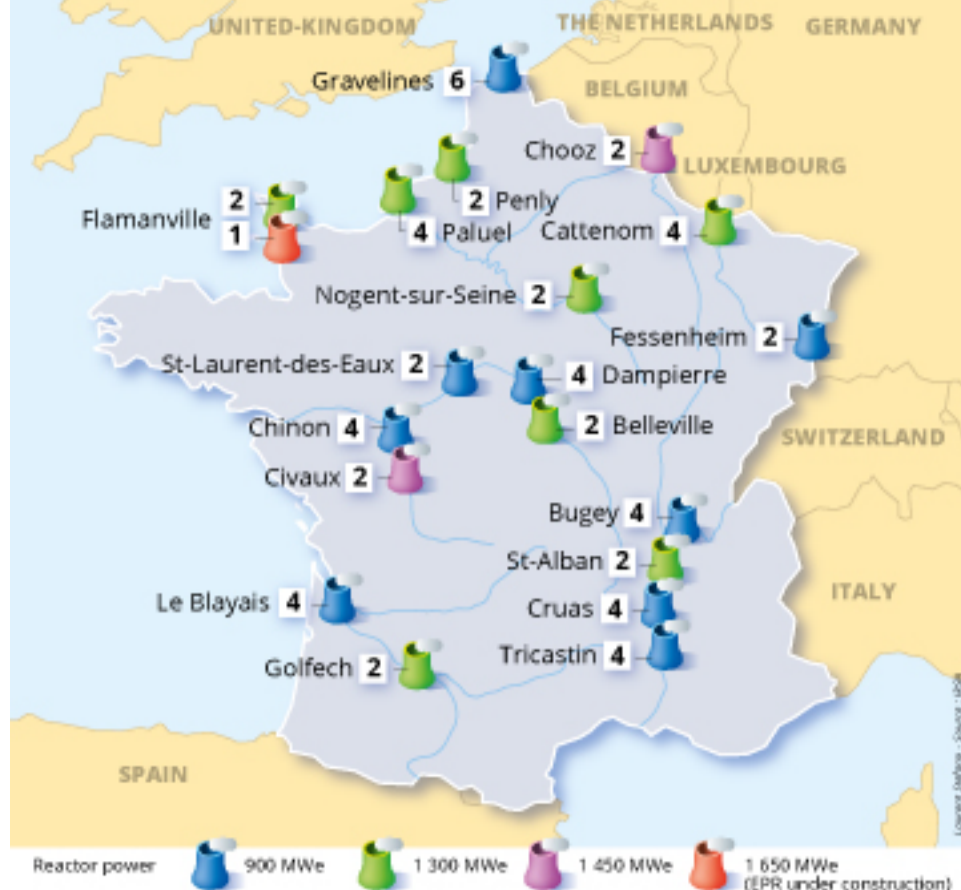 UNITED-KINGDOM
THE NETHERLANDS
GERMANY
Gravelines 6
BELGIUM
Chooz 2
LUXEMBOURG
2 Penly
Flamanville 2
1
4 Paluel
Cattenom 4
Nogent-sur-Seine 2
Fessenheim 2
St-Laurent-des-Eaux 2
4 Dampierre
Chinon 4
2 Belleville
SWITZERLAND
Civaux 2
Bugey 4
St-Alban 2
ITALY
Le Blayais 4
Cruas 4
Tricastin 4
Golfech 2
SPAIN
Reactor power
900 MWe
1 300 MWe
1 450 MWe
1 650 MWe
(EPR under construction)